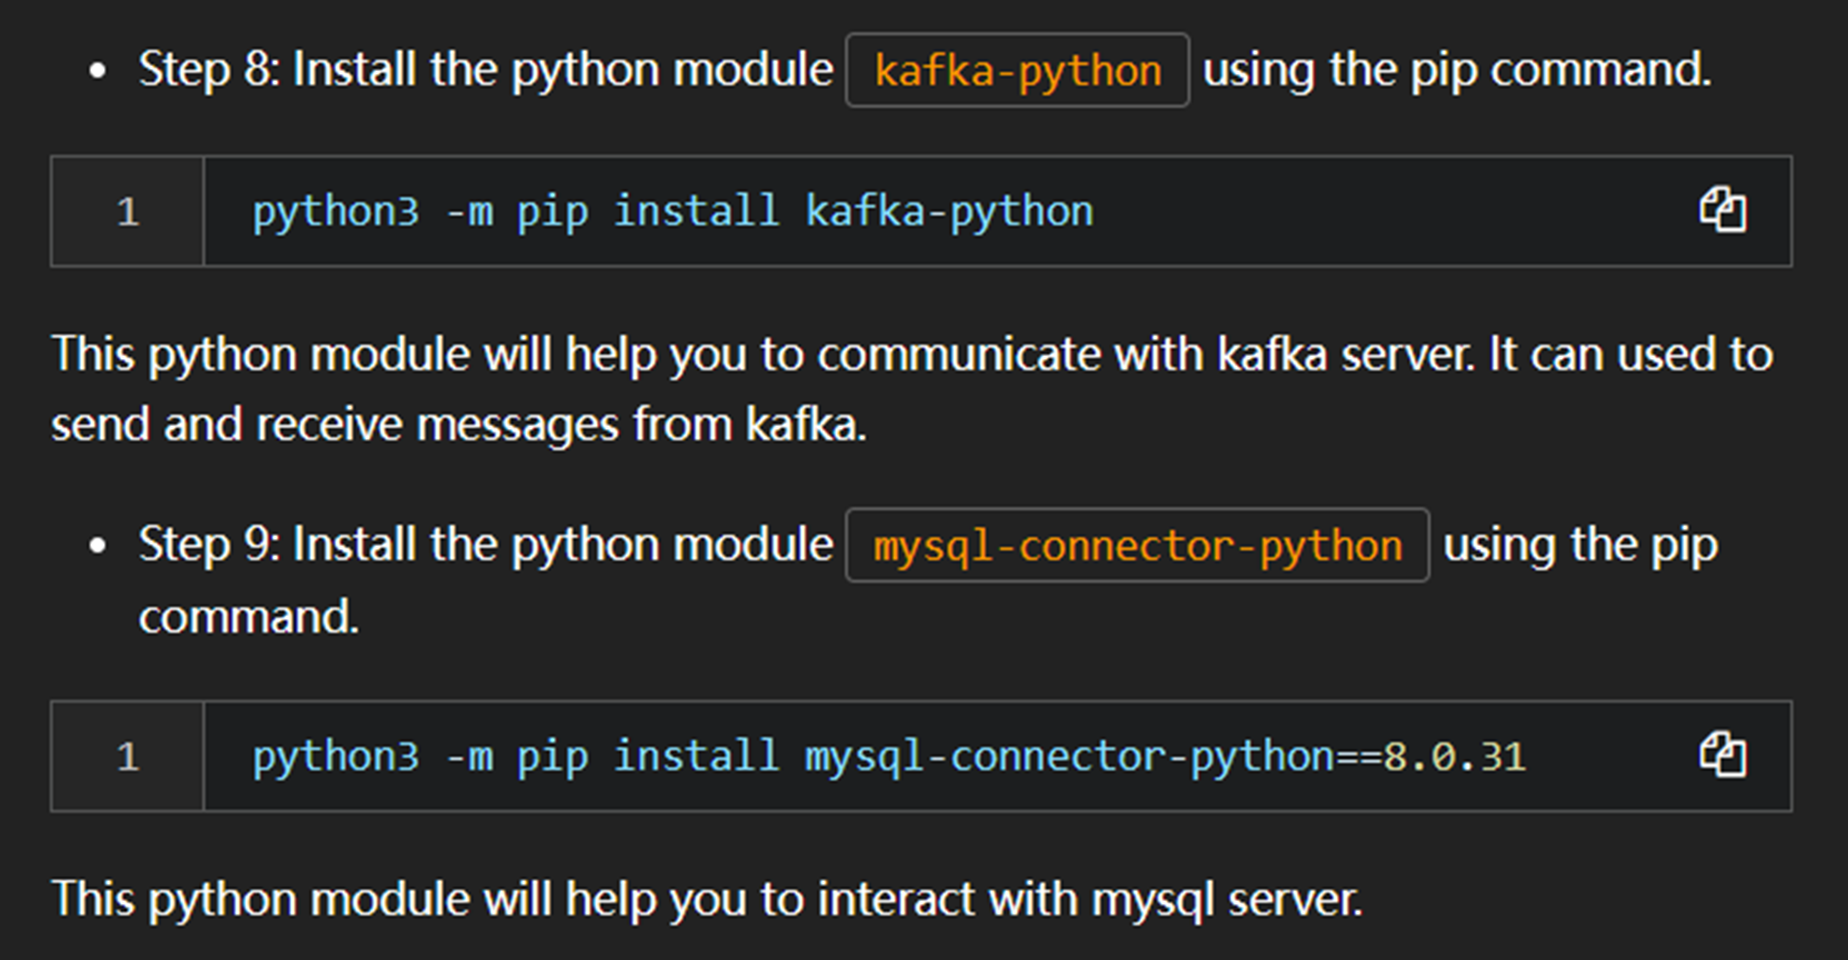 • Step 8: Install the python module kafka-python using the pip command.
1 python3 -m pip install kafka-python
This python module will help you to communicate with kafka server. It can used to
send and receive messages from kafka.
• Step 9: Install the python module mysql-connector-python using the pip
command.
1 python3 -m pip install mysql-connector-python==8.0.31
This python module will help you to interact with mysql server.